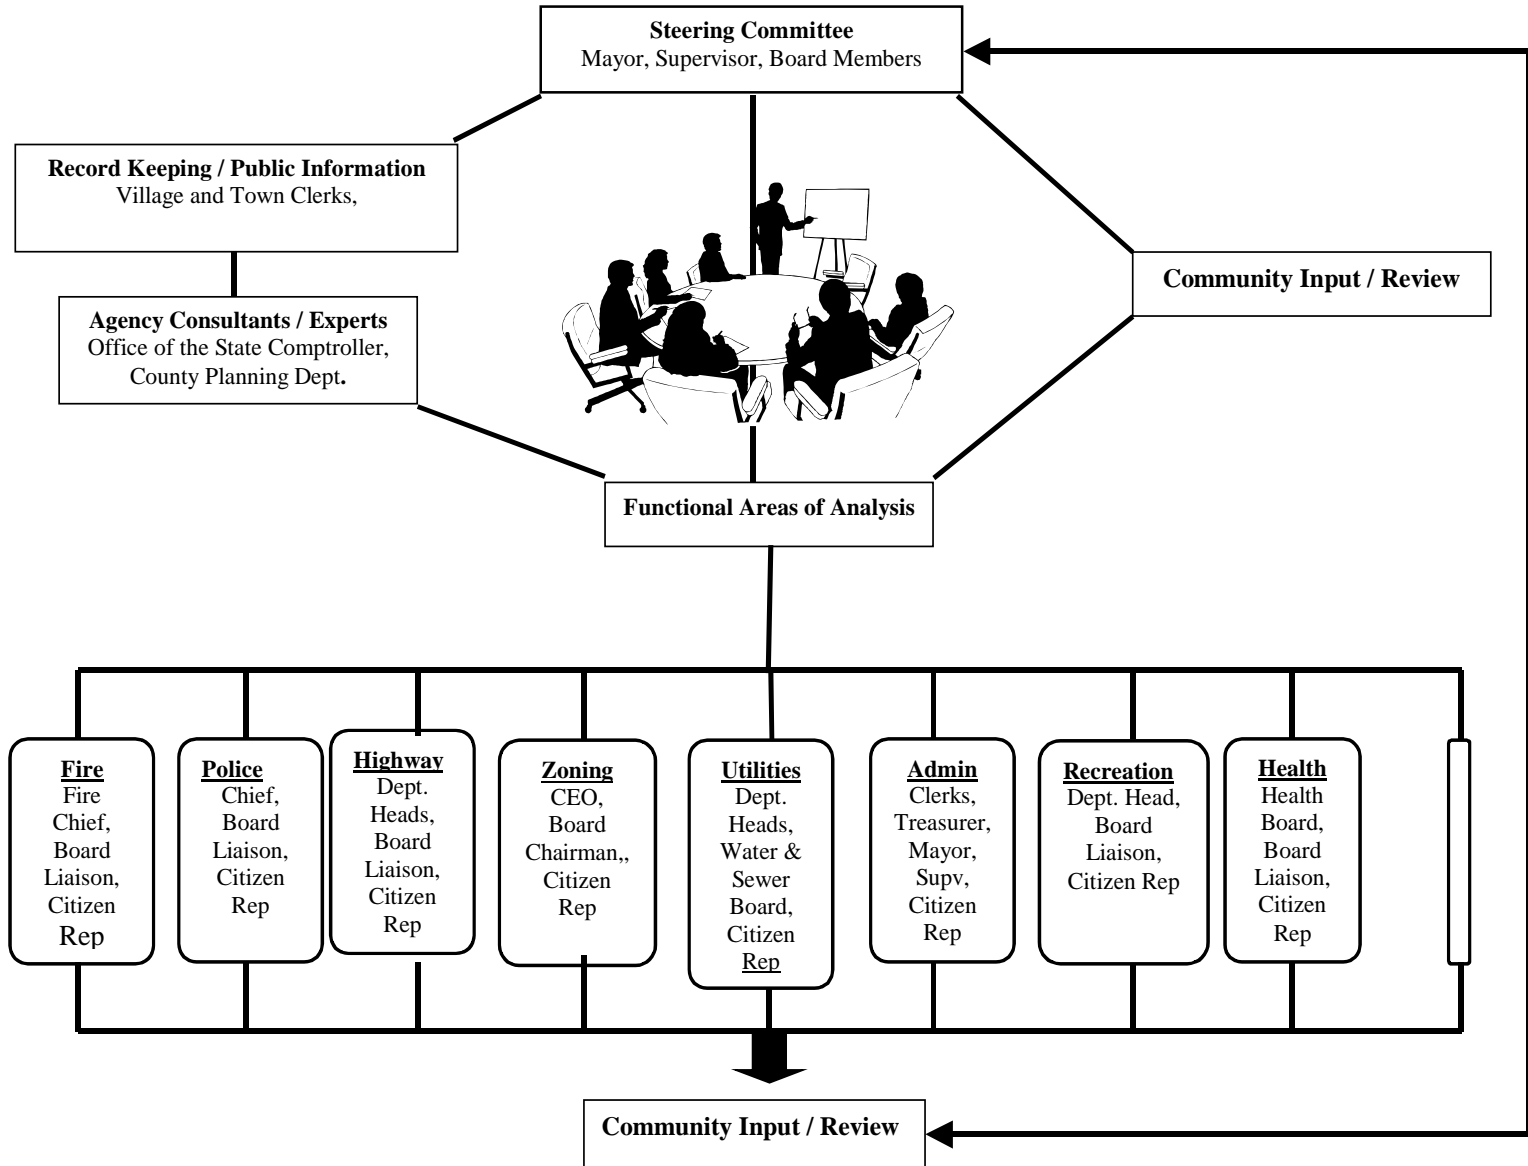 Steering Committee
Mayor, Supervisor, Board Members
Record Keeping / Public Information
Village and Town Clerks,
Community Input / Review
Agency Consultants / Experts
Office of the State Comptroller,
County Planning Dept.
Functional Areas of Analysis
Fire
Fire
Chief,
Board
Liaison,
Citizen
Rep
Police
Chief,
Board
Liaison,
Citizen
Rep
Highway
Dept.
Heads,
Board
Liaison,
Citizen
Rep
Zoning
CEO,
Board
Chairman,,
Citizen
Rep
Utilities
Dept.
Heads,
Water &
Sewer
Board,
Citizen
Rep
Admin
Clerks,
Treasurer,
Mayor,
Supv,
Citizen
Rep
Recreation
Dept. Head,
Board
Liaison,
Citizen Rep
Health
Health
Board,
Board
Liaison,
Citizen
Rep
Community Input / Review